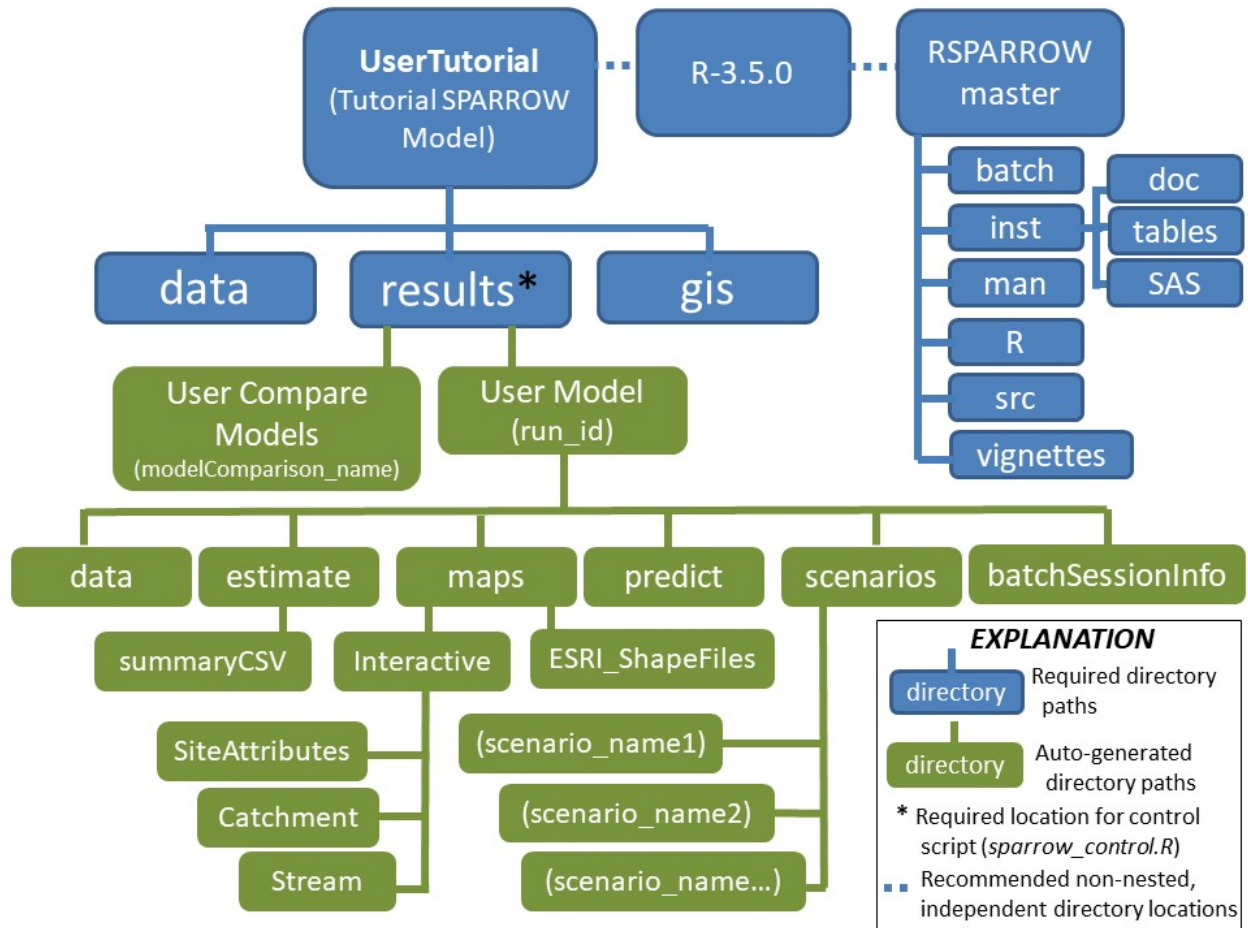 UserTutorial
(Tutorial SPARROW
Model)
R-3.5.0
RSPARROW
master
batch
inst
man
R
src
vignettes
doc
tables
SAS
data
results*
gis
User Compare
Models
(modelComparison_name)
User Model
(run_id)
data
estimate
maps
predict
scenarios
batchSessionInfo
summaryCSV
Interactive
ESRI_ShapeFiles
SiteAttributes
Catchment
Stream
(scenario_name1)
(scenario_name2)
(scenario_name...)
EXPLANATION
directory
Required directory
paths
directory
Auto-generated
directory paths
* Required location for control
script (sparrow_control.R)
Recommended non-nested,
independent directory locations